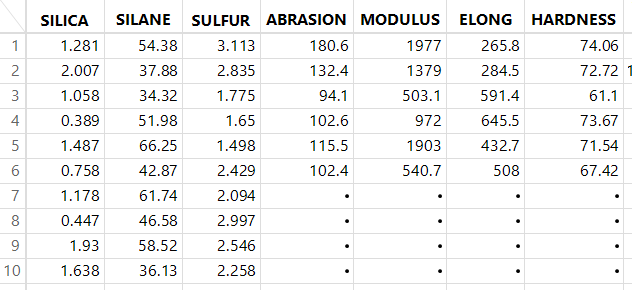 SILICA SILANE SULFUR ABRASION MODULUS ELONG HARDNESS
1 1.281 54.38 3.113 180.6 1977 265.8 74.06
2 2.007 37.88 2.835 132.4 1379 284.5 72.72 1
3 1.058 34.32 1.775 94.1 503.1 591.4 61.1
4 0.389 51.98 1.65 102.6 972 645.5 73.67
5 1.487 66.25 1.498 115.5 1903 432.7 71.54
6 0.758 42.87 2.429 102.4 540.7 508 67.42
7 1.178 61.74 2.094 • • • •
8 0.447 46.58 2.997 • • • •
9 1.93 58.52 2.546 • • • •
10 1.638 36.13 2.258 • • • •